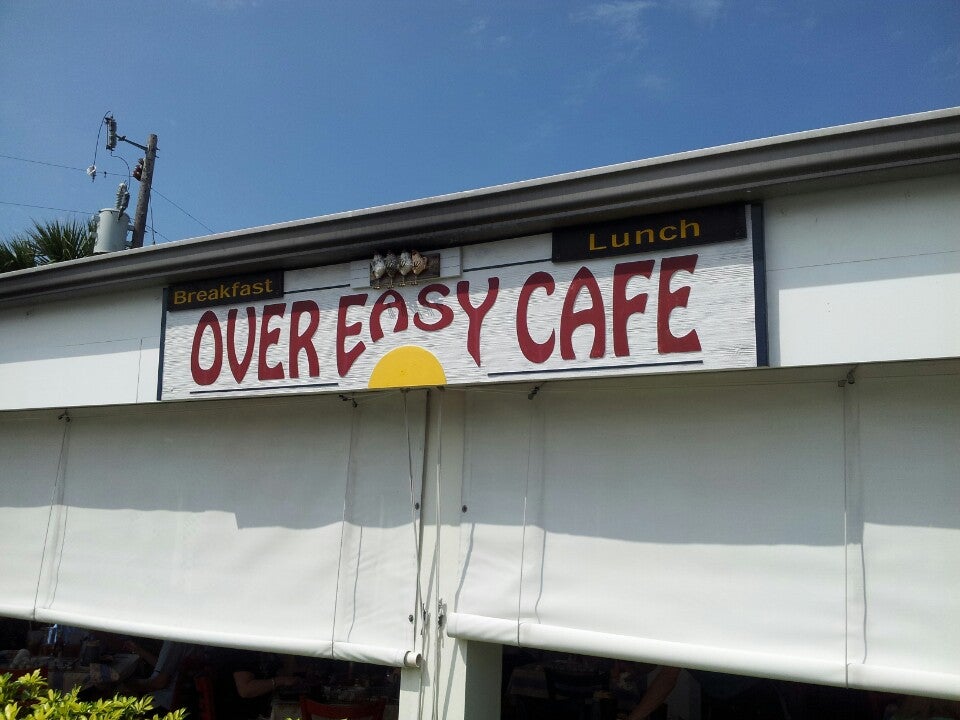 Breakfast
Lunch
OVER EASY CAFE